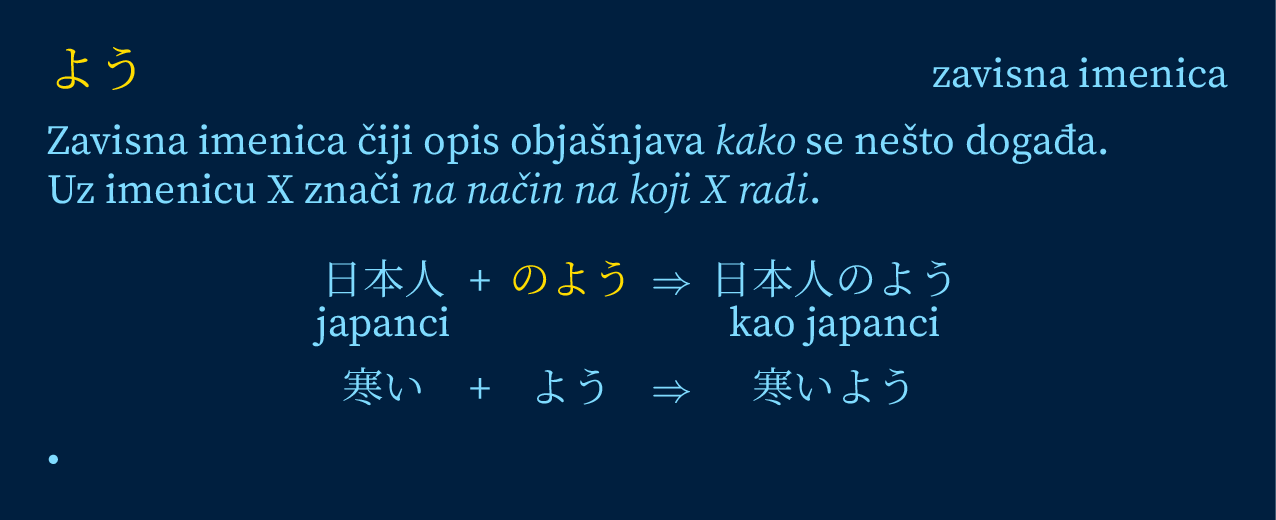 よう zavisna imenica
Zavisna imenica čiji opis objašnjava kako se nešto događa.
Uz imenicu X znači na način na koji X radi.
日本人 + のよう ⇒ 日本人のよう
japanci kao japanci
寒い + よう ⇒ 寒いよう
•